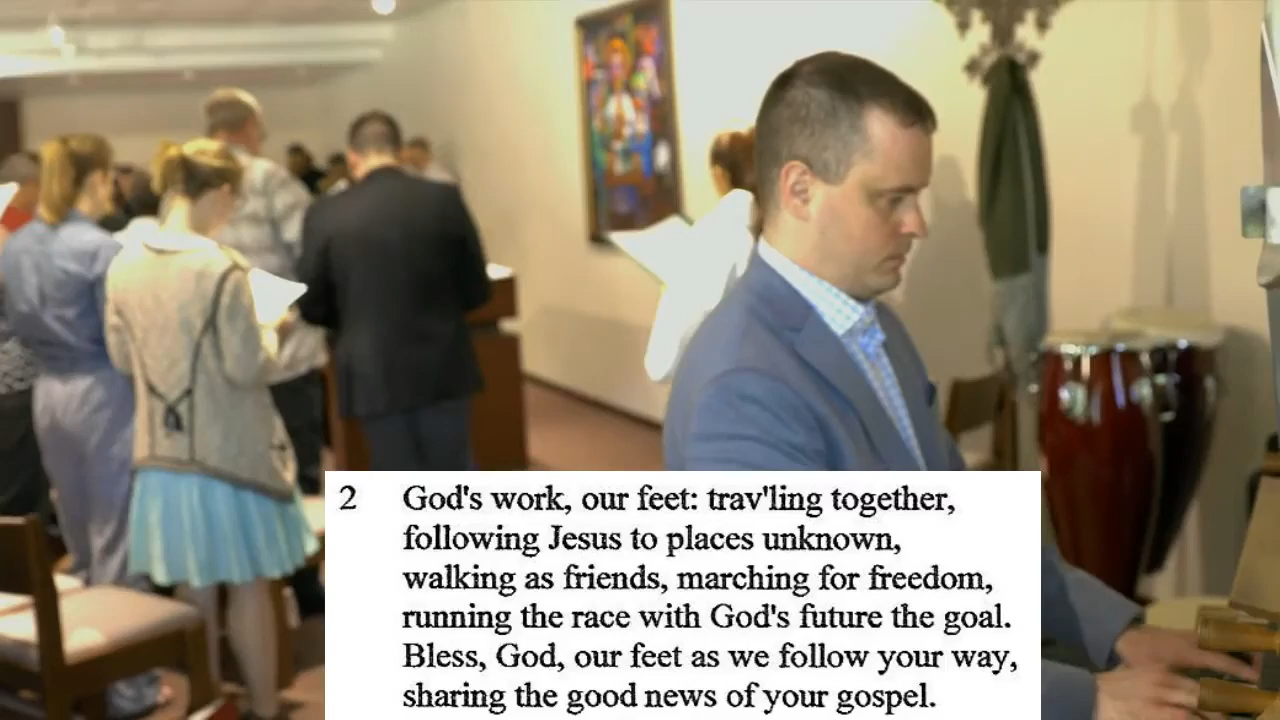 2 God's work, our feet: trav'ling together,
following Jesus to places unknown,
walking as friends, marching for freedom,
running the race with God's future the goal.
Bless, God, our feet as we follow your way,
sharing the good news of your gospel.